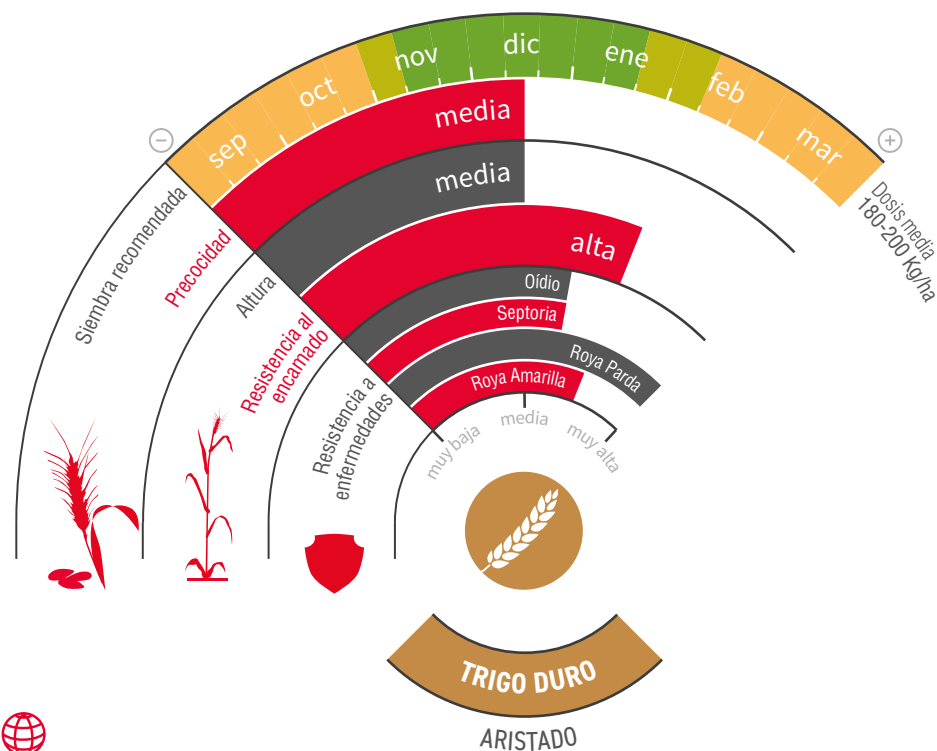 sep
oct
nov
dic
ene
feb
mar
−
+
Siembra recomendada
Dosis media
180-200 Kg/ha
Precocidad
media
Altura
media
Resistencia al
encamado
alta
Resistencia a
enfermedades
Oídio
Septoria
Roya Parda
Roya Amarilla
muy baja
media
muy alta
TRIGO DURO
ARISTADO